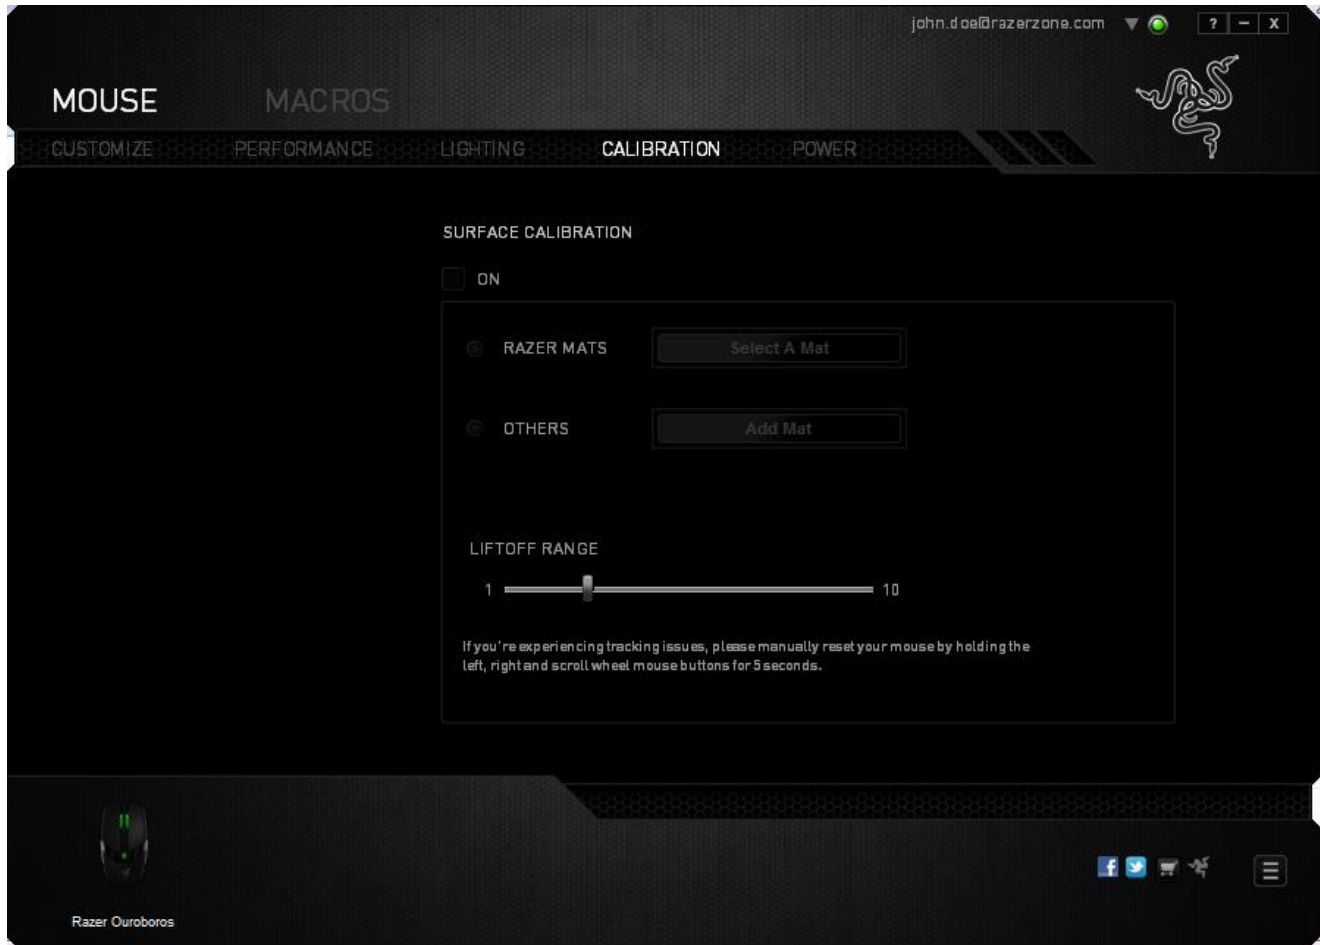 john.doe@razerzone.com
? – X
MOUSE MACROS
CUSTOMIZE PERFORMANCE LIGHTING CALIBRATION POWER
SURFACE CALIBRATION
ON
RAZER MATS Select A Mat
OTHERS Add Mat
LIFTOFF RANGE
1 10
If you're experiencing tracking issues, please manually reset your mouse by holding the
left, right and scroll wheel mouse buttons for 5 seconds.
f
Razer Ouroboros